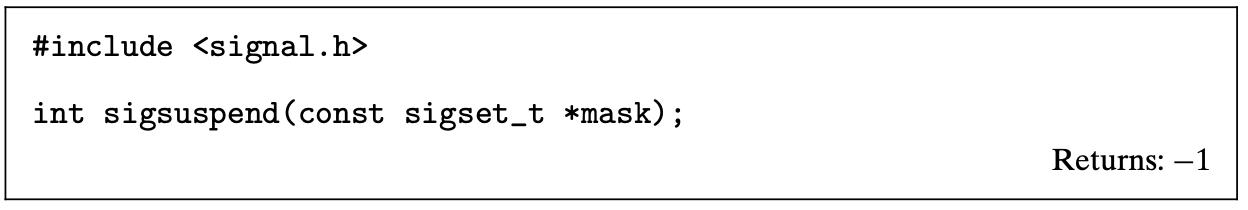 #include <signal.h>
int sigsuspend(const sigset_t *mask);
Returns: −1